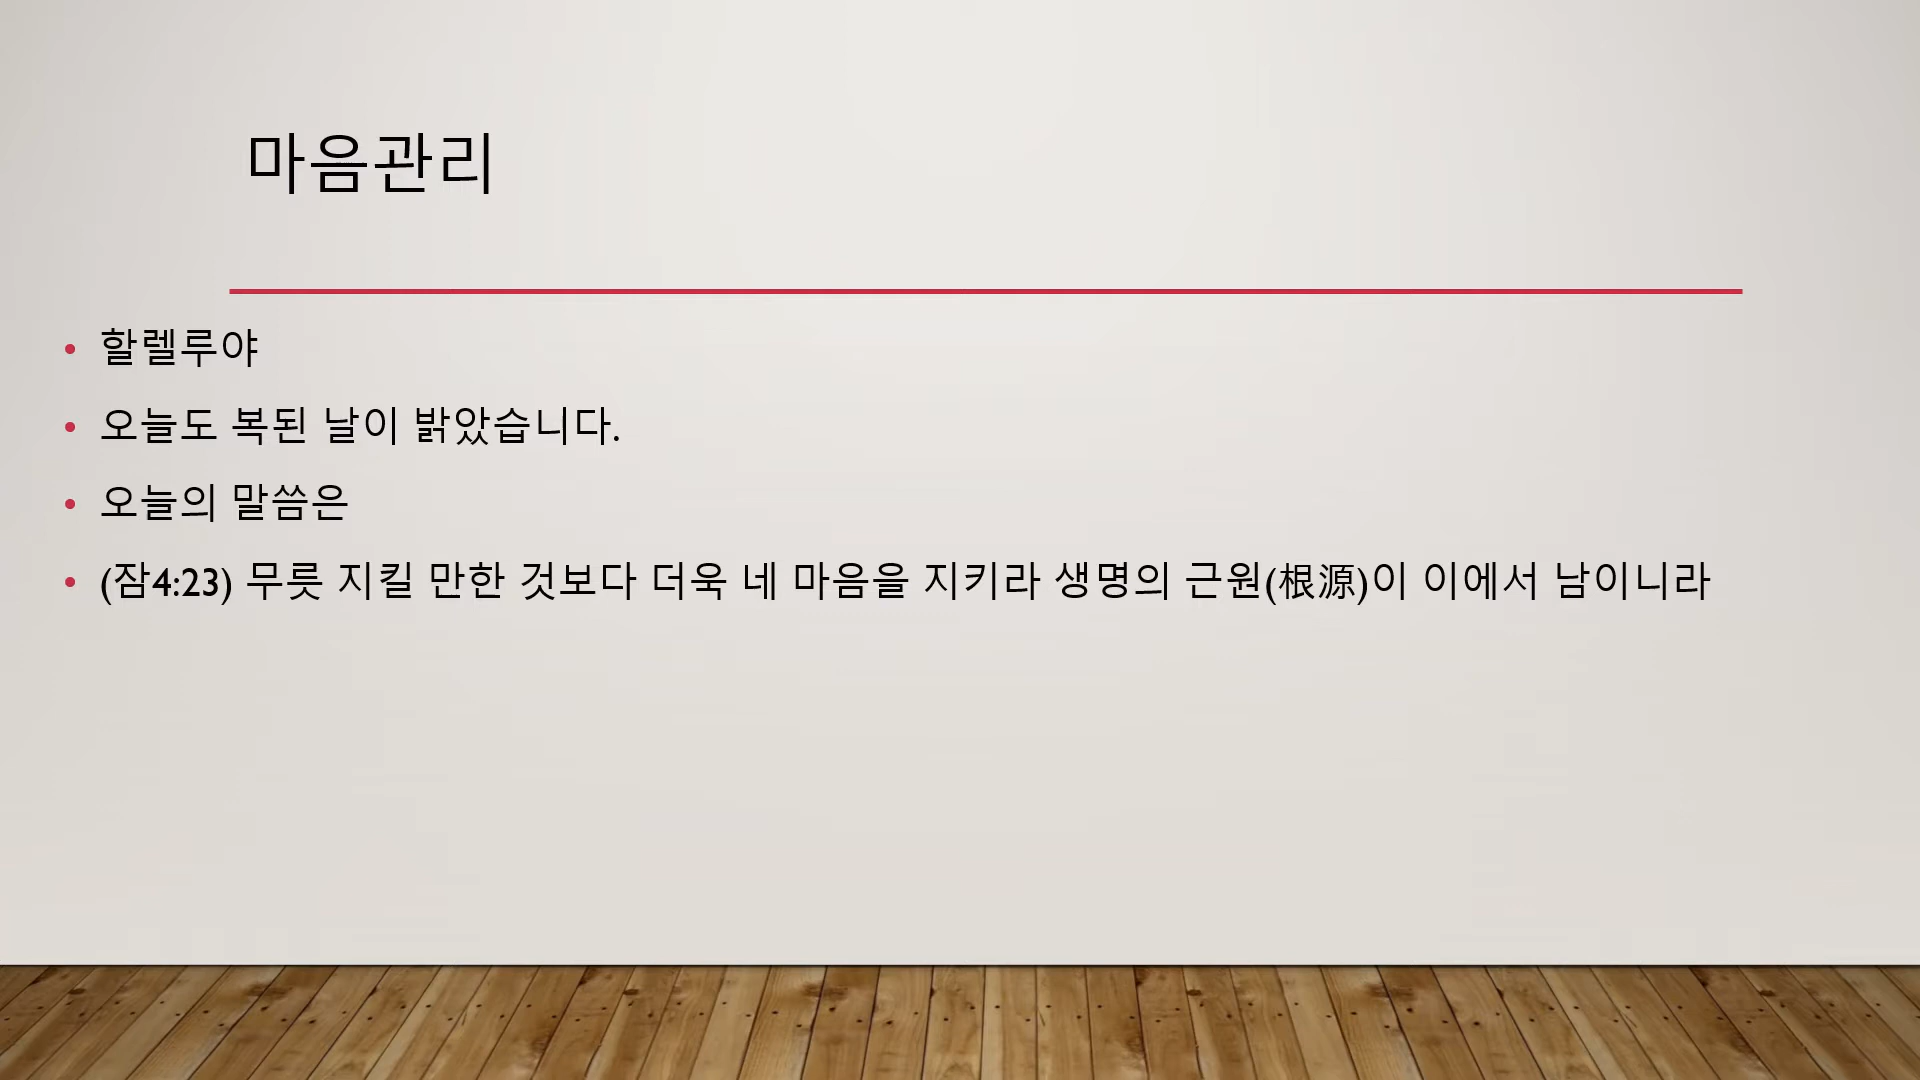 마음관리
• 할렐루야
• 오늘도 복된 날이 밝았습니다.
• 오늘의 말씀은
• (잠4:23) 무릇 지킬 만한 것보다 더욱 네 마음을 지키라 생명의 근원(根源)이 이에서 남이니라